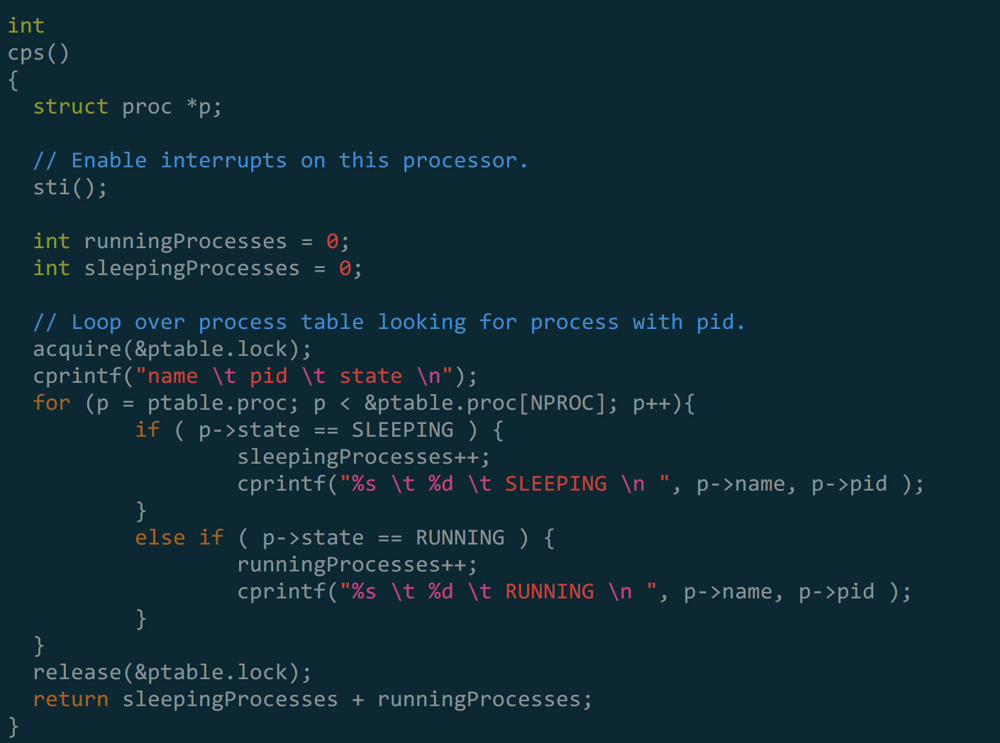 int
cps()
{
  struct proc *p;

  // Enable interrupts on this processor.
  sti();

  int runningProcesses = 0;
  int sleepingProcesses = 0;

  // Loop over process table looking for process with pid.
  acquire(&ptable.lock);
  cprintf("name \t pid \t state \n");
  for (p = ptable.proc; p < &ptable.proc[NPROC]; p++){
          if ( p->state == SLEEPING ) {
                  sleepingProcesses++;
                  cprintf("%s \t %d \t SLEEPING \n ", p->name, p->pid );
          }
          else if ( p->state == RUNNING ) {
                  runningProcesses++;
                  cprintf("%s \t %d \t RUNNING \n ", p->name, p->pid );
          }
  }
  release(&ptable.lock);
  return sleepingProcesses + runningProcesses;
}